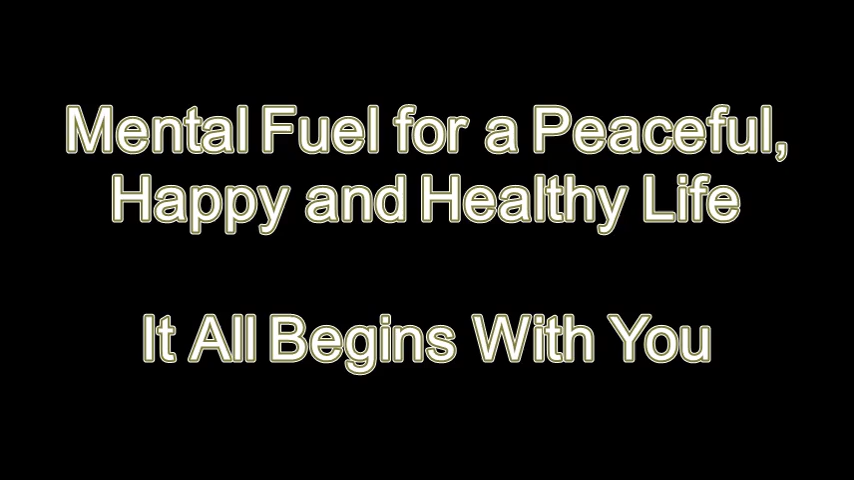 Mental Fuel for a Peaceful,
Happy and Healthy Life
It All Begins With You